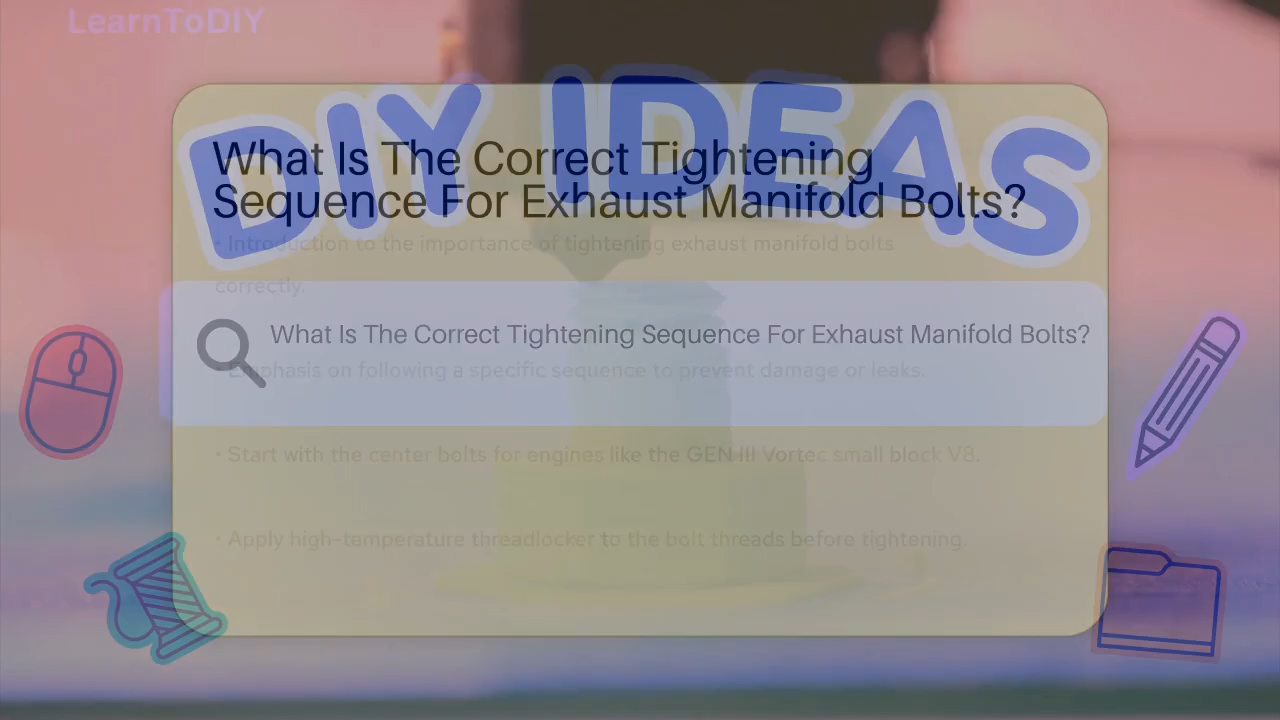 LearnToDIY
DIY IDEAS
What Is The Correct Tightening
Sequence For Exhaust Manifold Bolts?
• Introduction to the importance of tightening exhaust manifold bolts
correctly.
What Is The Correct Tightening Sequence For Exhaust Manifold Bolts?
Emphasis on following a specific sequence to prevent damage or leaks.
• Start with the center bolts for engines like the GEN III Vortec small block V8.
• Apply high-temperature threadlocker to the bolt threads before tightening.